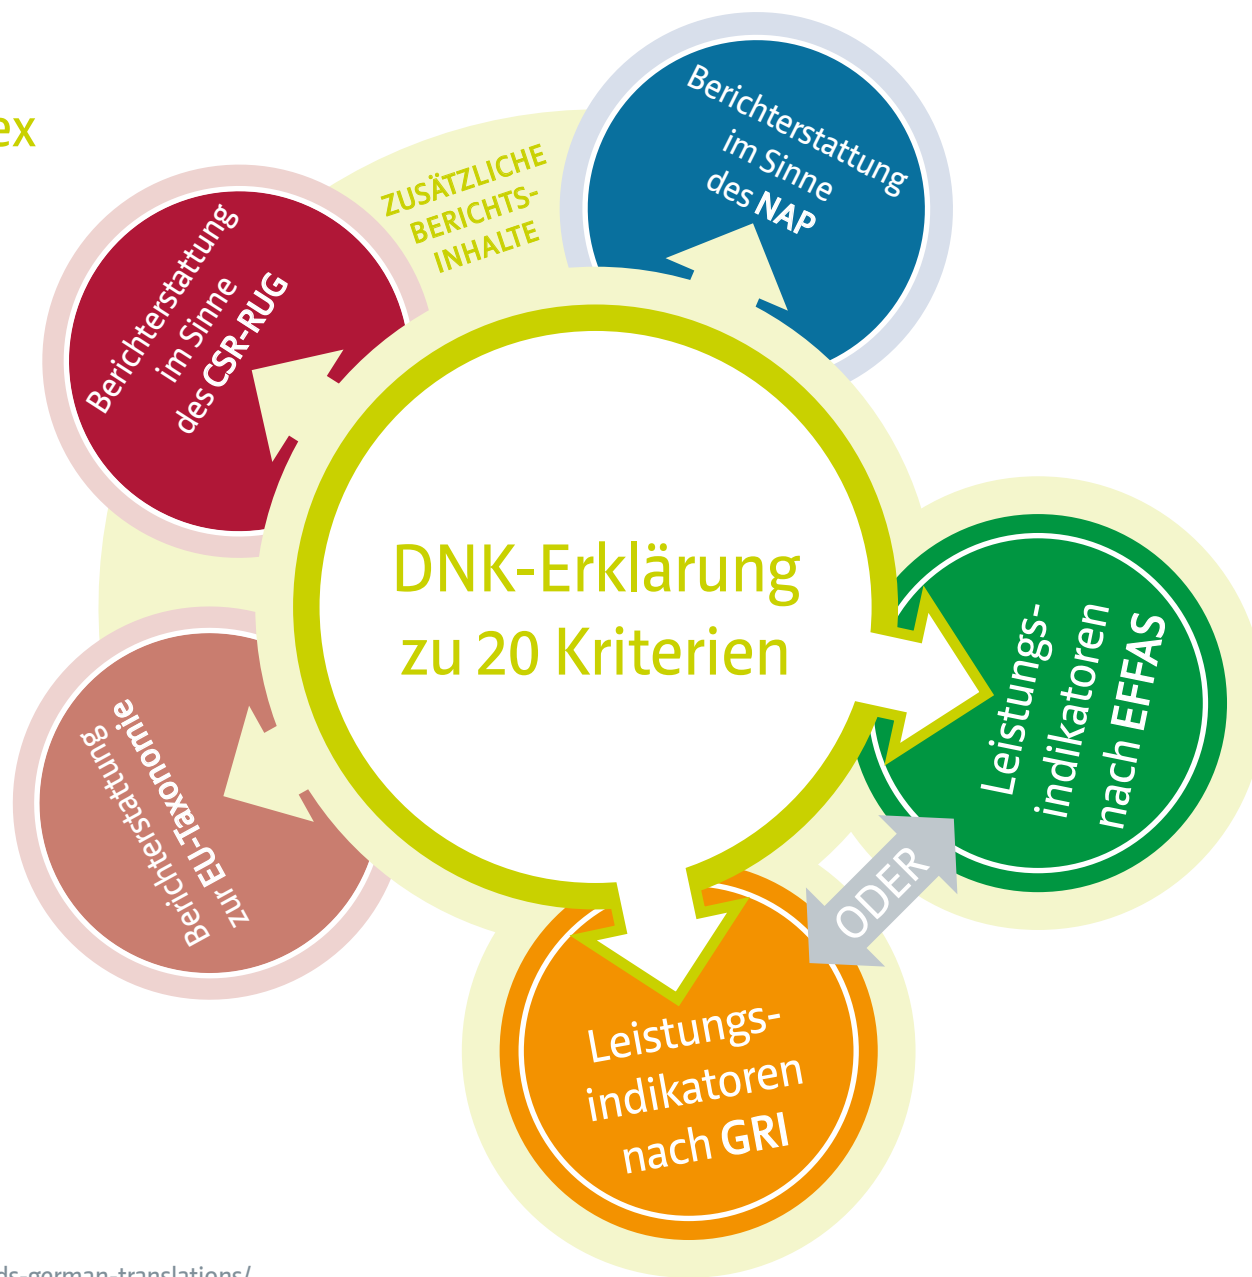 ex
ZUSÄTZLICHE
BERICHTS-
INHALTE
Berichterstattung
im Sinne
des NAP
Berichterstattung
im Sinne
des CSR-RUG
DNK-Erklärung
zu 20 Kriterien
Leistungs-
indikatoren
nach EFFAS
Berichterstattung
zur EU-Taxonomie
ODER
Leistungs-
indikatoren
nach GRI
ds-german-translations/